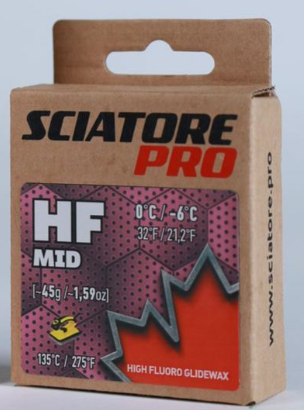 SCIATORE
PRO
HF
MID
0°C / -6°C
32°F / 21,2°F
[~45g /~1,59oz]
135°C / 275°F
HIGH FLUORO GLIDEWAX
www.sciatore.pro